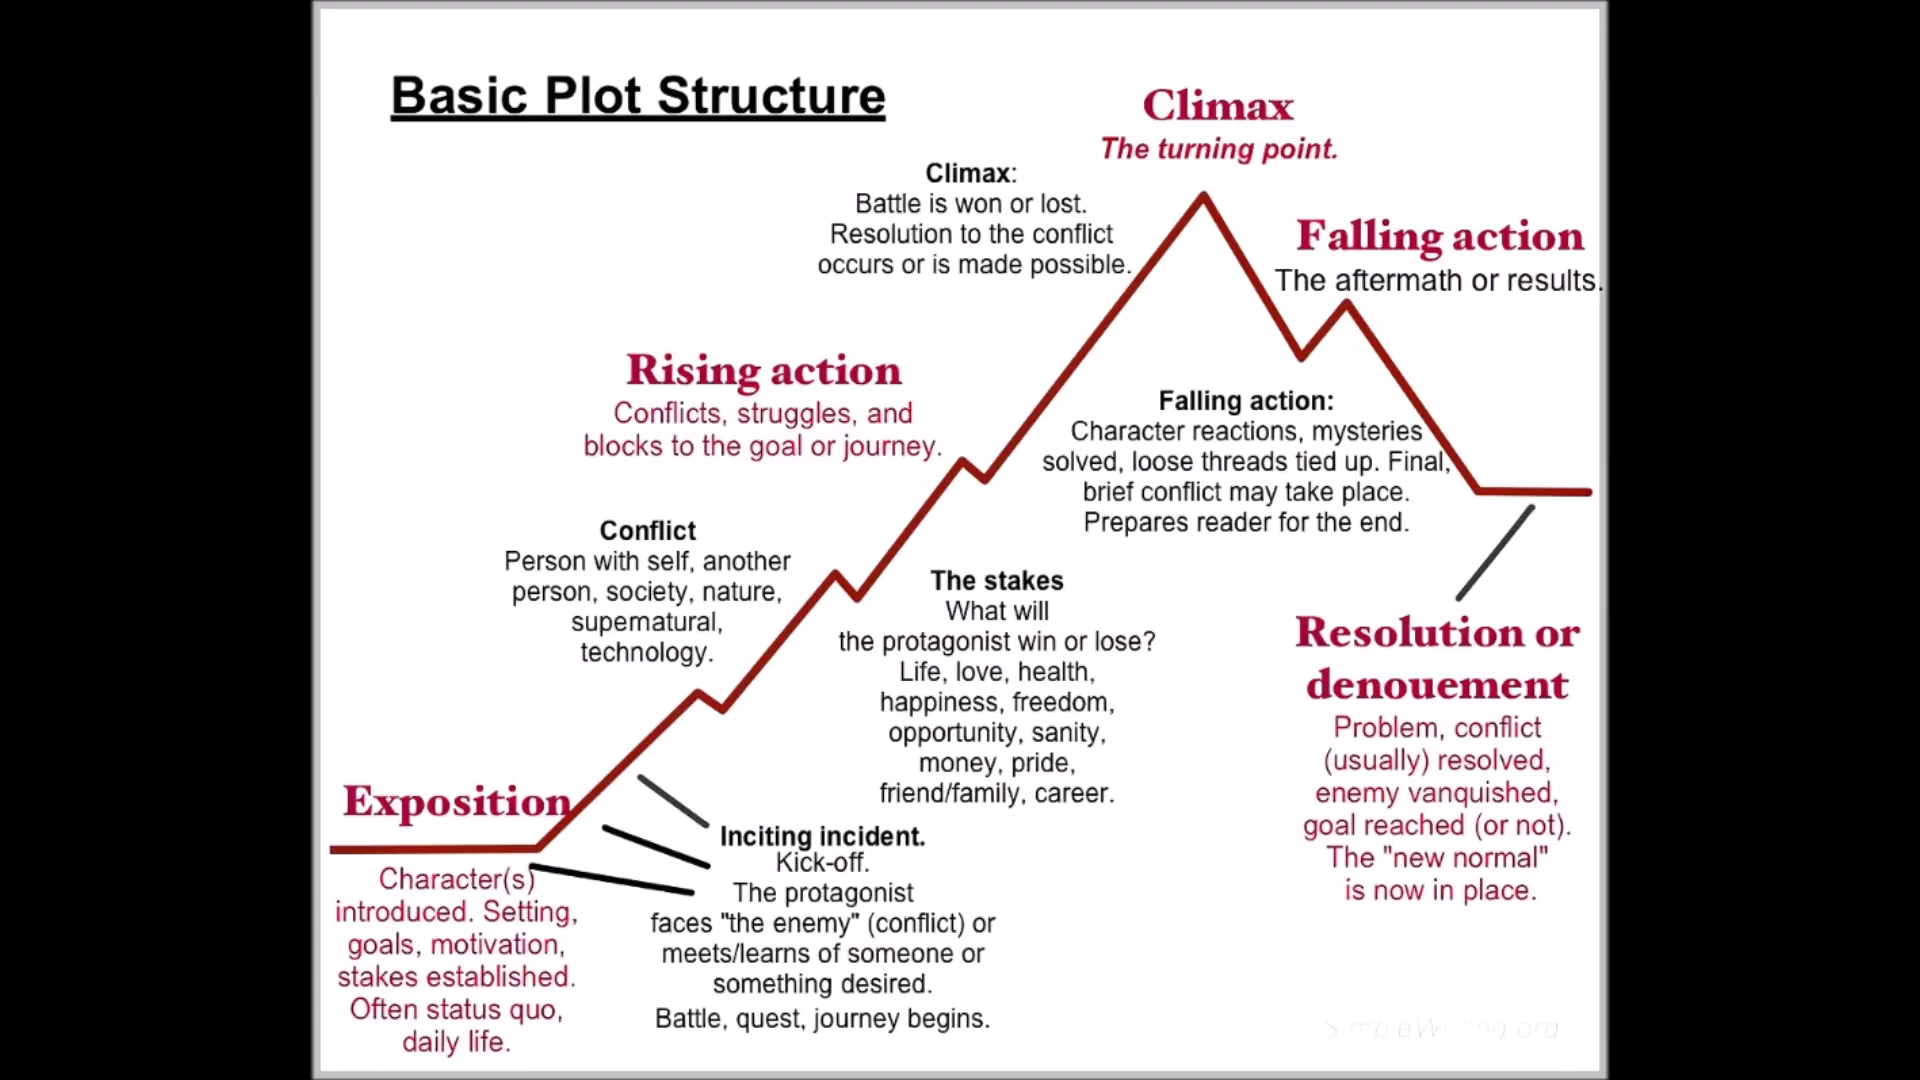 Basic Plot Structure
Climax
The turning point.
Climax:
Battle is won or lost.
Resolution to the conflict
occurs or is made possible.
Falling action
The aftermath or results.
Rising action
Conflicts, struggles, and
blocks to the goal or journey.
Falling action:
Character reactions, mysteries
solved, loose threads tied up. Final,
brief conflict may take place.
Prepares reader for the end.
Conflict
Person with self, another
person, society, nature,
supernatural,
technology.
The stakes
What will
the protagonist win or lose?
Life, love, health,
happiness, freedom,
opportunity, sanity,
money, pride,
friend/family, career.
Resolution or
denouement
Problem, conflict
(usually) resolved,
enemy vanquished,
goal reached (or not).
The "new normal"
is now in place.
Exposition
Character(s)
introduced. Setting,
goals, motivation,
stakes established.
Often status quo,
daily life.
Inciting incident.
Kick-off.
The protagonist
faces "the enemy" (conflict) or
meets/learns of someone or
something desired.
Battle, quest, journey begins.
SimpleWriting.org